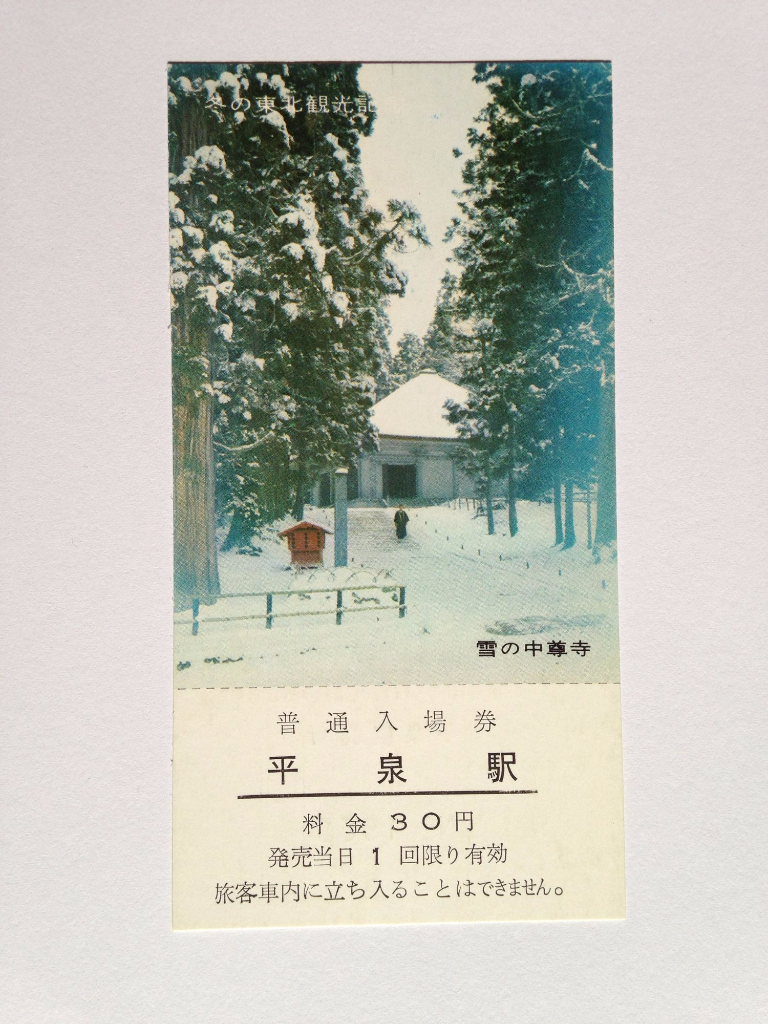 冬の東北観光記
雪の中尊寺
普通入場券
平泉駅
料金30円
発売当日1回限り有効
旅客車内に立ち入ることはできません。